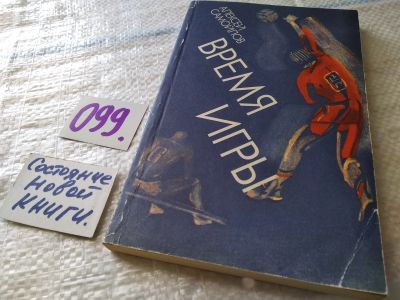 АЛЕКСЕЙ
САМОЙЛОВ
ВРЕМЯ
ИГРЫ
099.
Состояние
новой
книги.